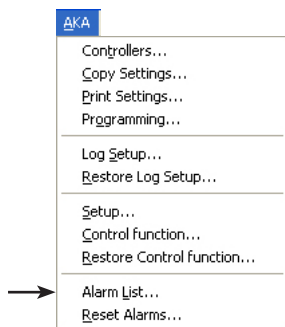 AKA
Controllers...
Copy Settings...
Print Settings...
Programming...
Log Setup...
Restore Log Setup...
Setup...
Control function...
Restore Control function...
Alarm List...
Reset Alarms...